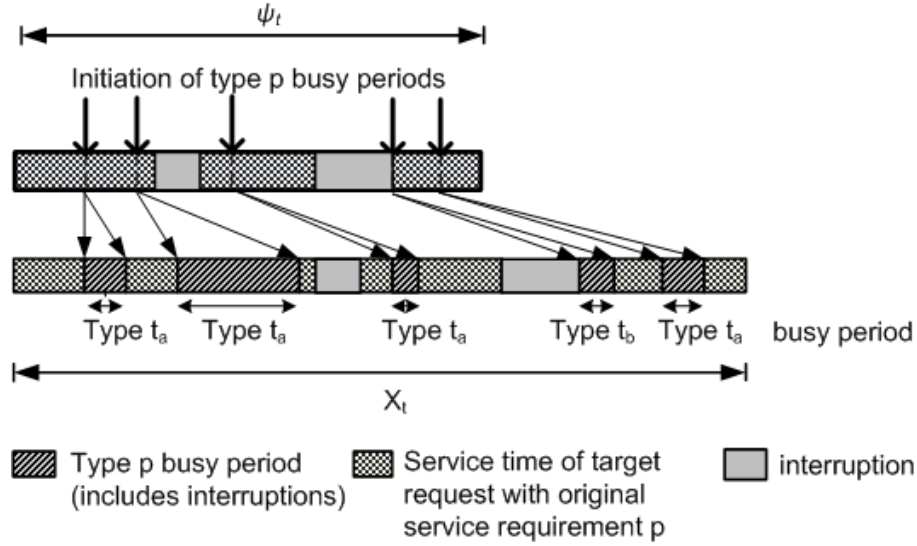 ψₜ
Initiation of type p busy periods
Type tₐ
Type tₐ
Type tₐ
Type t_b
Type tₐ
busy period
Xₜ
Type p busy period
(includes interruptions)
Service time of target
request with original
service requirement p
interruption